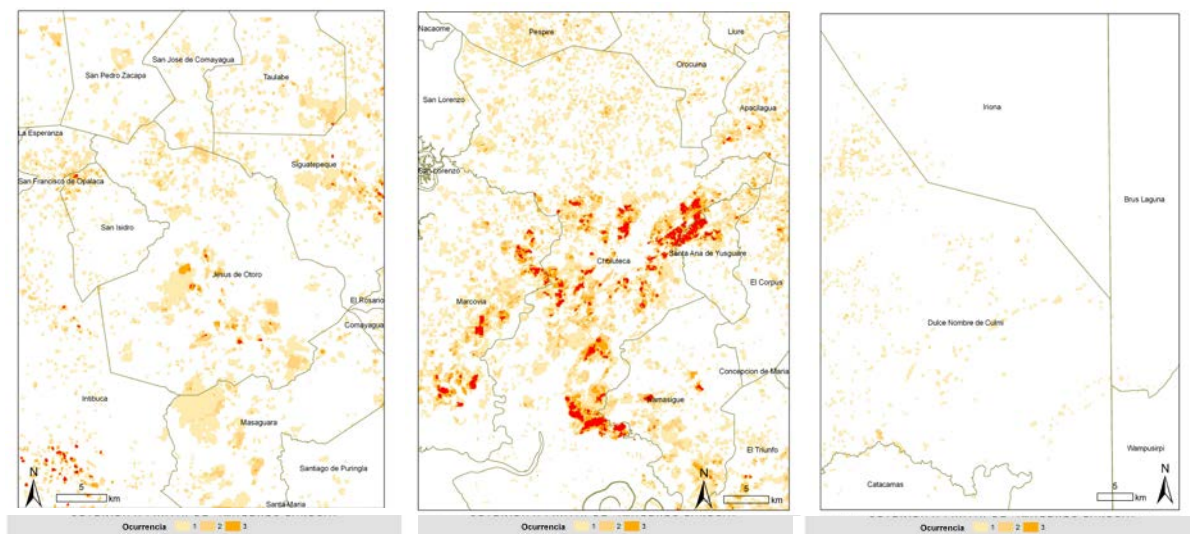 San Jose de Comayagua
San Pedro Zacapa
Taulabe
La Esperanza
Siguatepeque
San Francisco de Opalaca
San Isidro
Jesus de Otoro
El Rosario
Comayagua
Intibuca
Masaguara
Santiago de Puringla
Santa Maria
N
5
km
Ocurrencia 1 2 3
Nacaome
Pespire
Liure
Orocuina
San Lorenzo
Apacilagua
San Lorenzo
Choluteca
Santa Ana de Yusguare
El Corpus
Marcovia
Concepcion de Maria
Namasigue
El Triunfo
N
5
km
Ocurrencia 1 2 3
Iriona
Brus Laguna
Dulce Nombre de Culmi
Wampusirpi
Catacamas
5
km
N
Ocurrencia 1 2 3